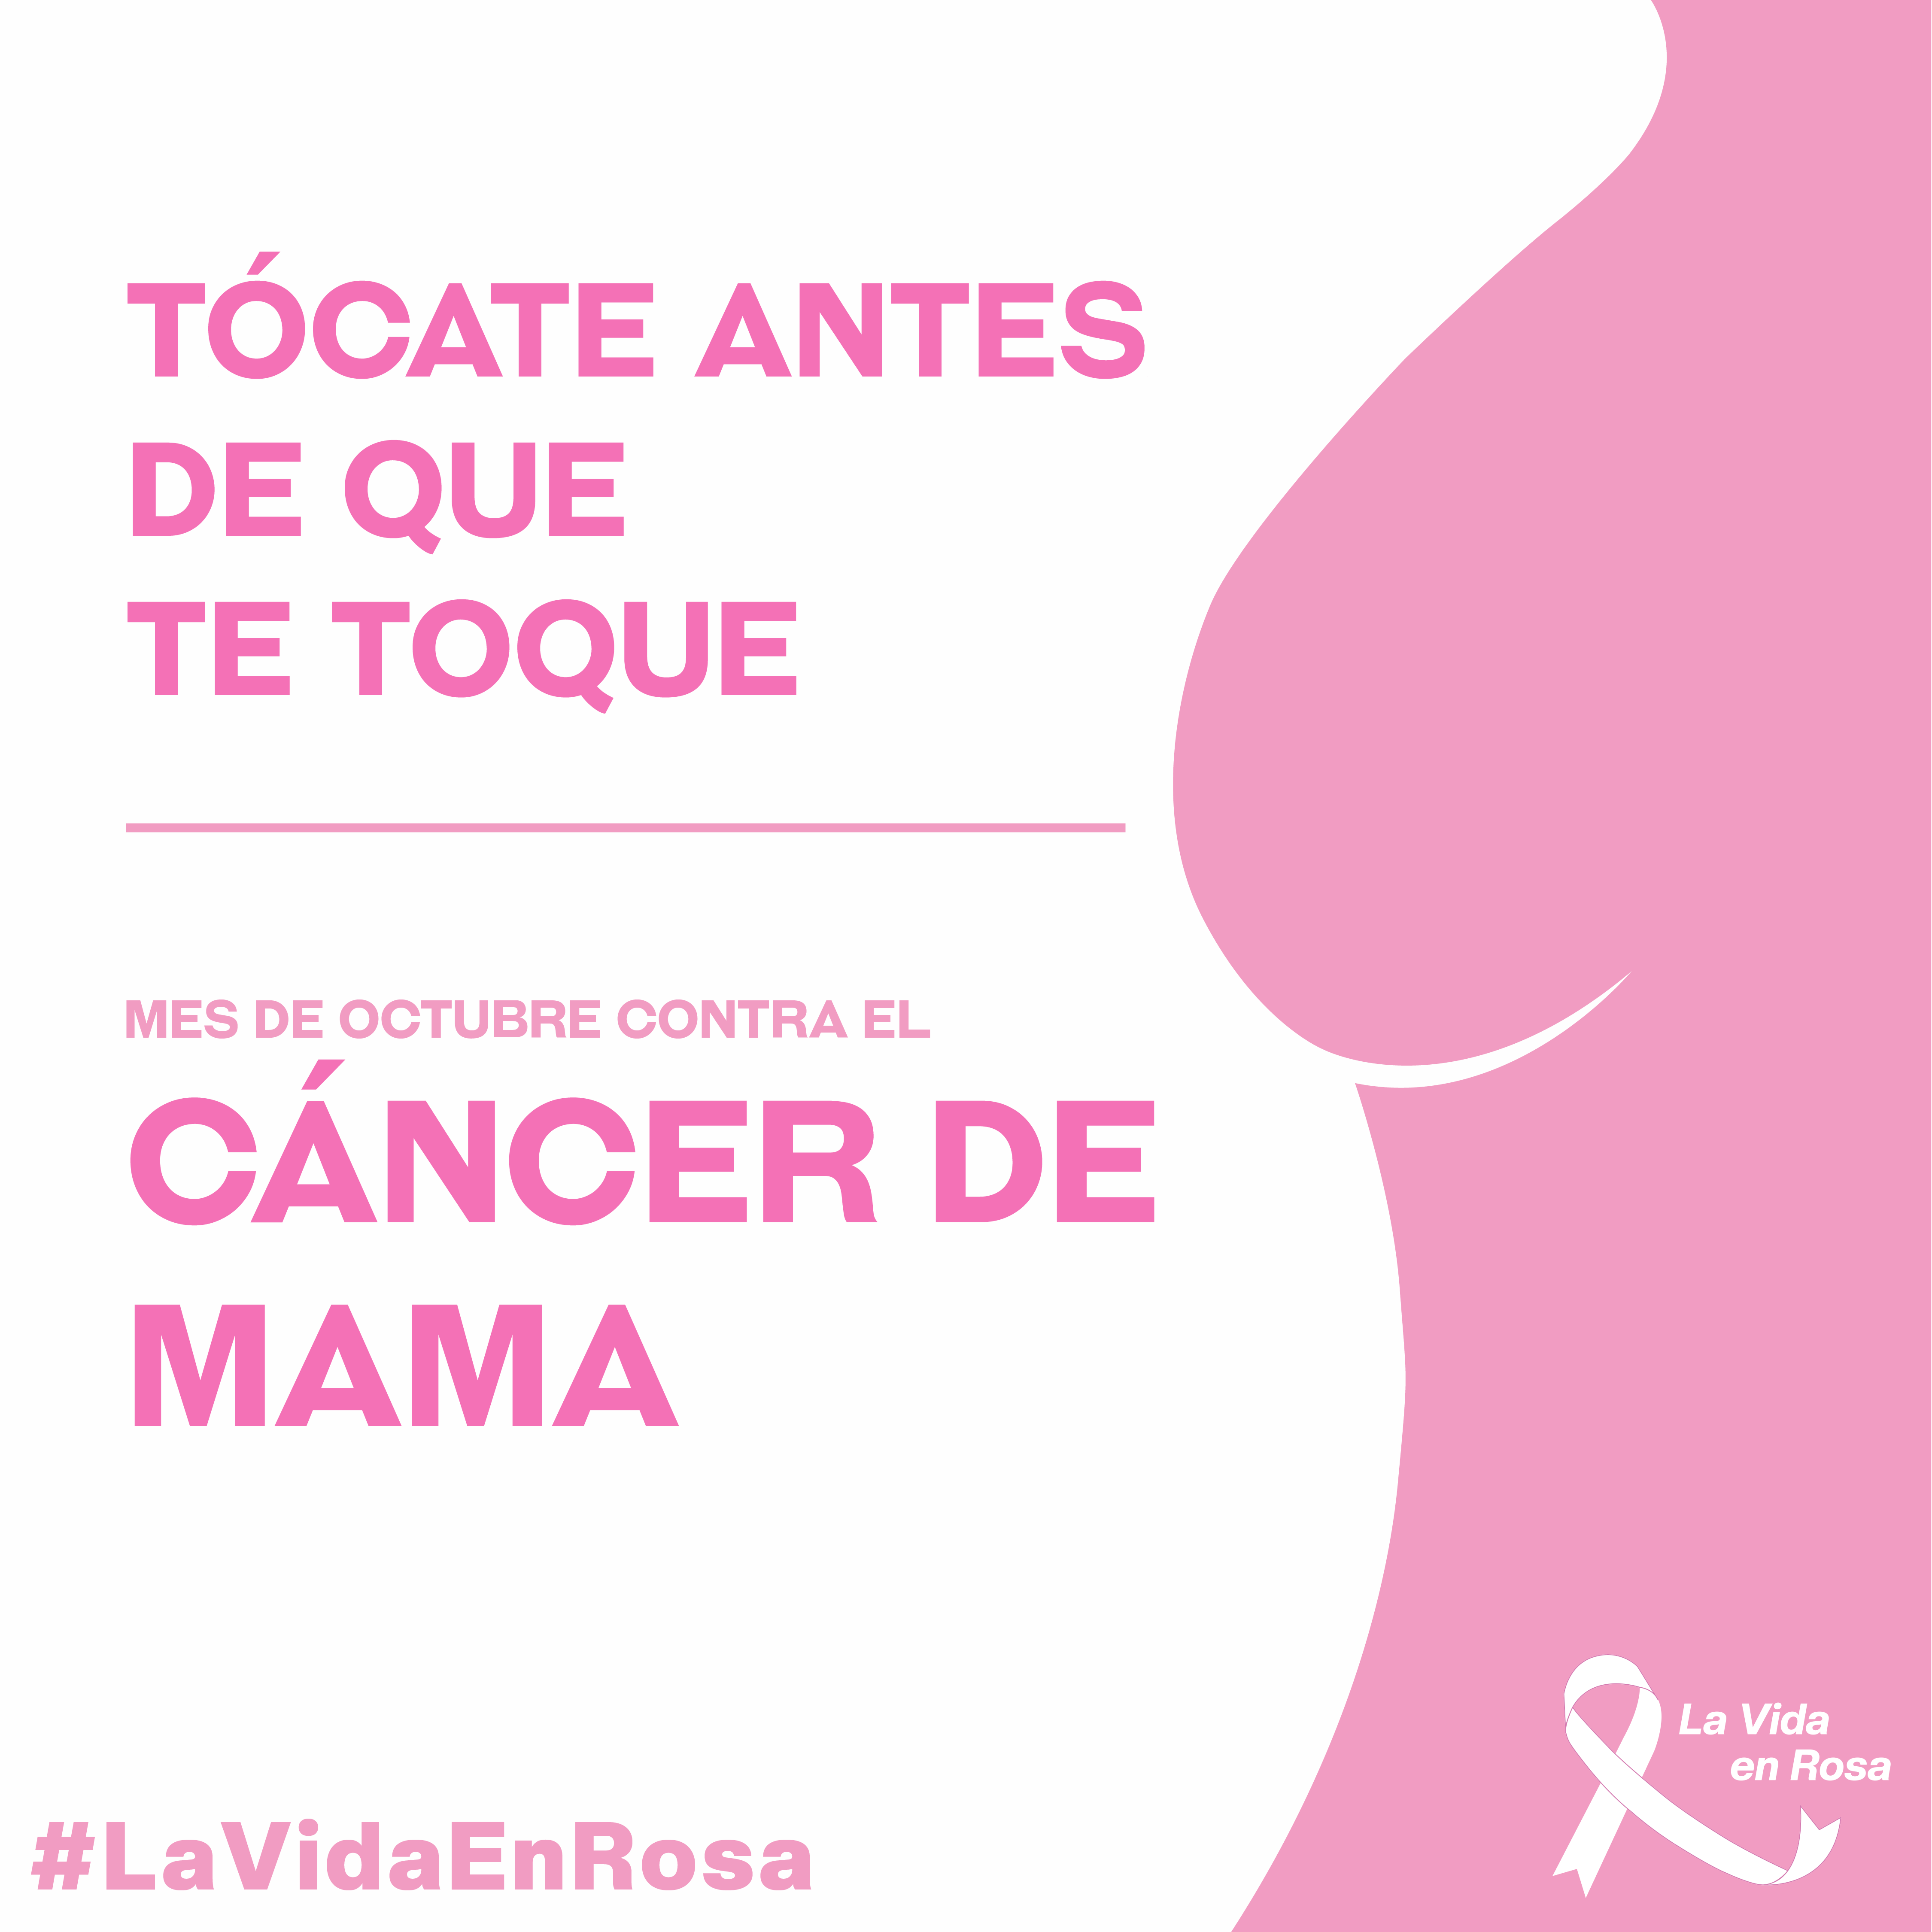 TÓCATE ANTES
DE QUE
TE TOQUE
MES DE OCTUBRE CONTRA EL
CÁNCER DE
MAMA
La Vida
en Rosa
#LaVidaEnRosa